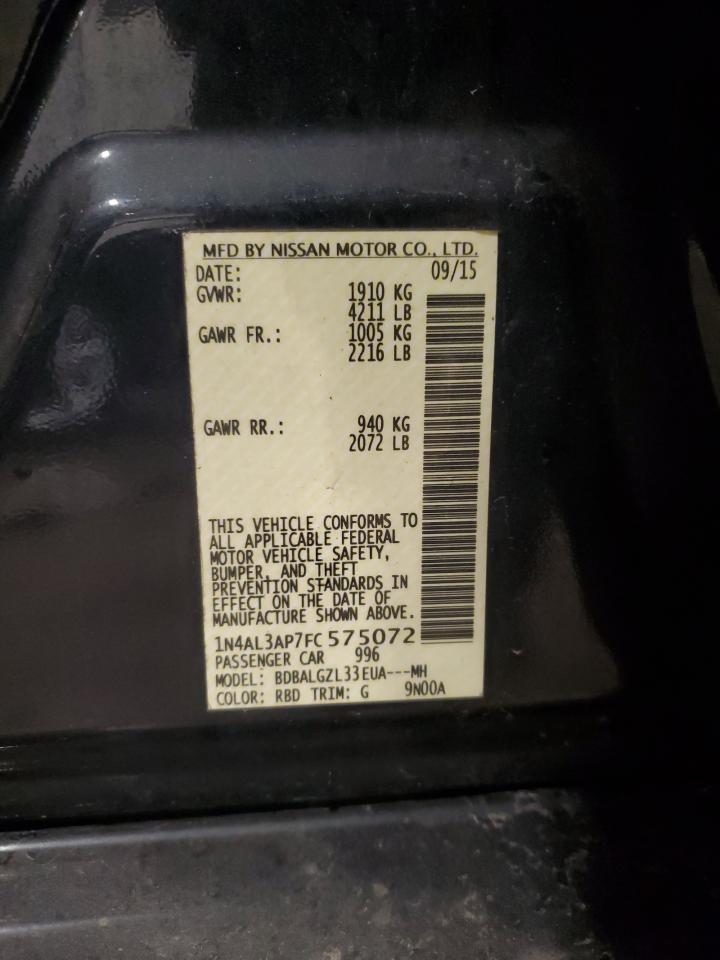 MFD BY NISSAN MOTOR CO., LTD.
DATE: 09/15
GVWR: 1910 KG
4211 LB
GAWR FR.: 1005 KG
2216 LB
GAWR RR.: 940 KG
2072 LB
THIS VEHICLE CONFORMS TO
ALL APPLICABLE FEDERAL
MOTOR VEHICLE SAFETY,
BUMPER, AND THEFT
PREVENTION STANDARDS IN
EFFECT ON THE DATE OF
MANUFACTURE SHOWN ABOVE.
1N4AL3AP7FC575072
PASSENGER CAR 996
MODEL: BDBALGZL33EUA---MH
COLOR: RBD TRIM: G 9N00A